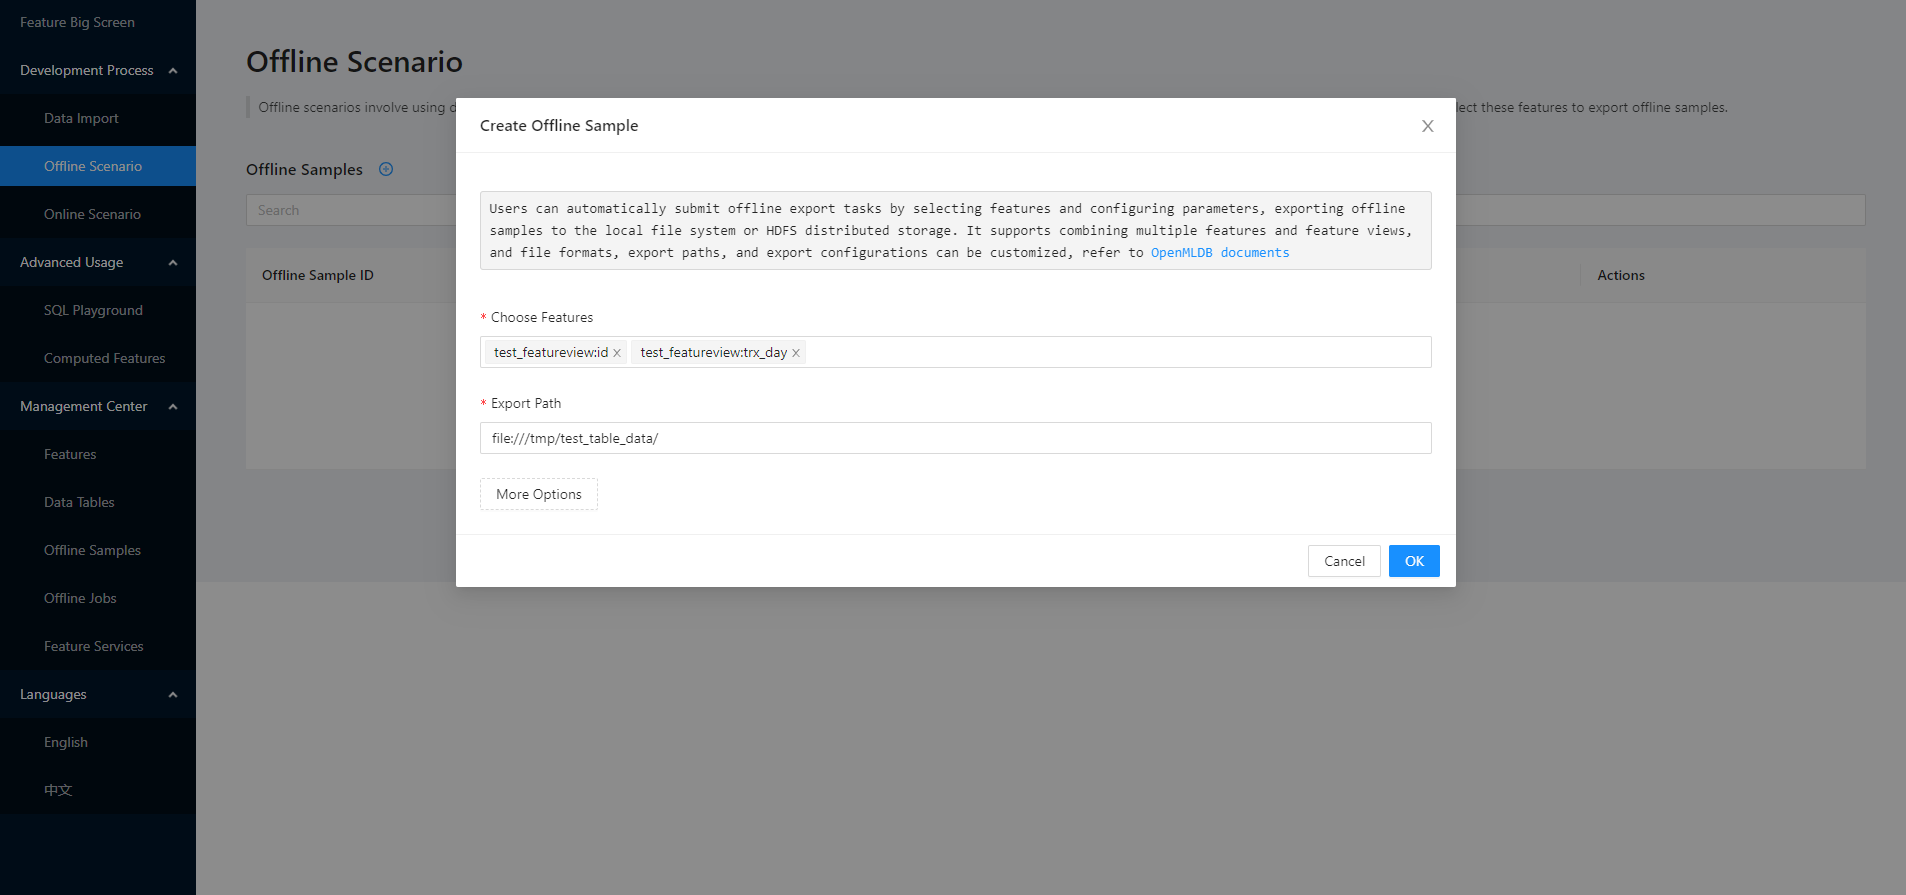 Feature Big Screen
Development Process
Data Import
Offline Scenario
Online Scenario
Advanced Usage
SQL Playground
Computed Features
Management Center
Features
Data Tables
Offline Samples
Offline Jobs
Feature Services
Languages
English
中文
Offline Scenario
Offline scenarios involve using
lect these features to export offline samples.
Offline Samples
Search
Offline Sample ID
Actions
Create Offline Sample
Users can automatically submit offline export tasks by selecting features and configuring parameters, exporting offline
samples to the local file system or HDFS distributed storage. It supports combining multiple features and feature views,
and file formats, export paths, and export configurations can be customized, refer to OpenMLDB documents
* Choose Features
test_featureview:id test_featureview:trx_day
* Export Path
file:///tmp/test_table_data/
More Options
Cancel OK